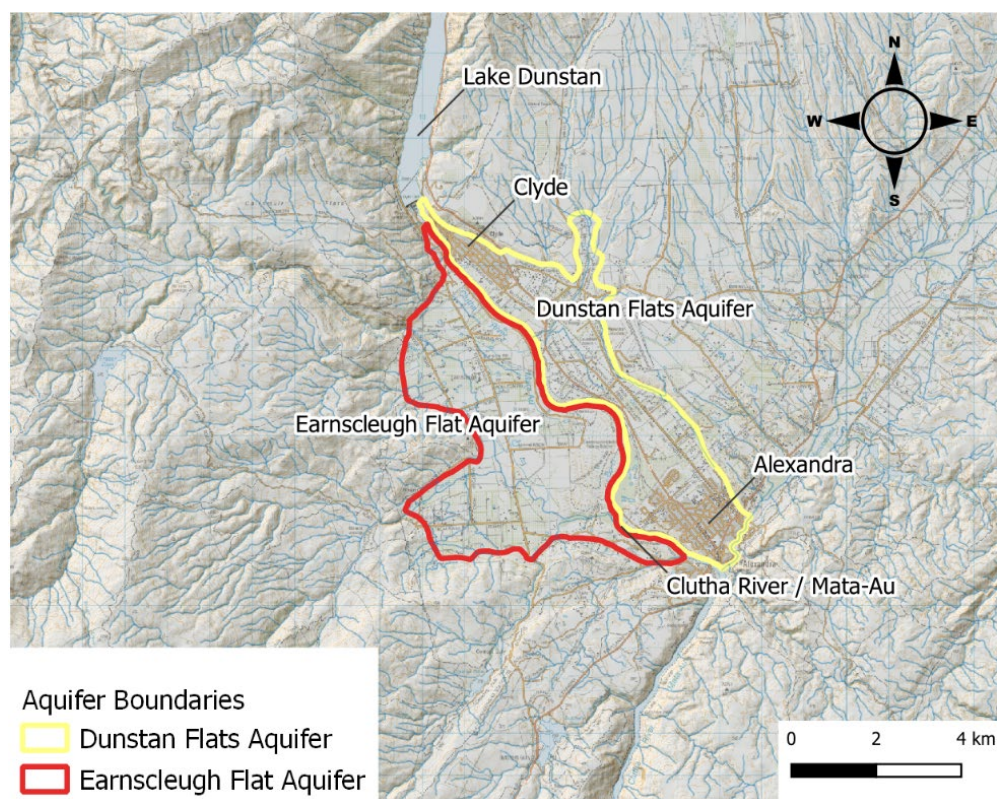 Lake Dunstan
N
W
E
S
Clyde
Dunstan Flats Aquifer
Earnscleugh Flat Aquifer
Alexandra
Clutha River / Mata-Au
Aquifer Boundaries
Dunstan Flats Aquifer
Earnscleugh Flat Aquifer
0 2 4 km